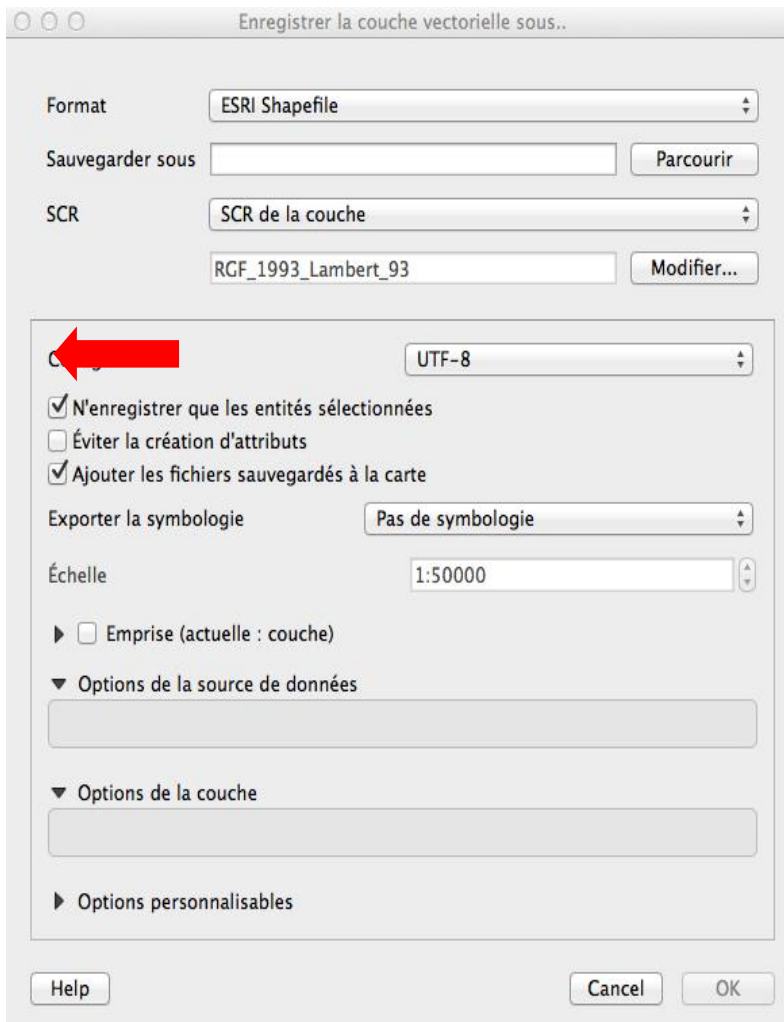 Enregistrer la couche vectorielle sous..
Format ESRI Shapefile
Sauvegarder sous Parcourir
SCR SCR de la couche
RGF_1993_Lambert_93 Modifier...
UTF-8
N'enregistrer que les entités sélectionnées
Éviter la création d'attributs
Ajouter les fichiers sauvegardés à la carte
Exporter la symbologie Pas de symbologie
Échelle 1:50000
Emprise (actuelle : couche)
Options de la source de données
Options de la couche
Options personnalisables
Help Cancel OK